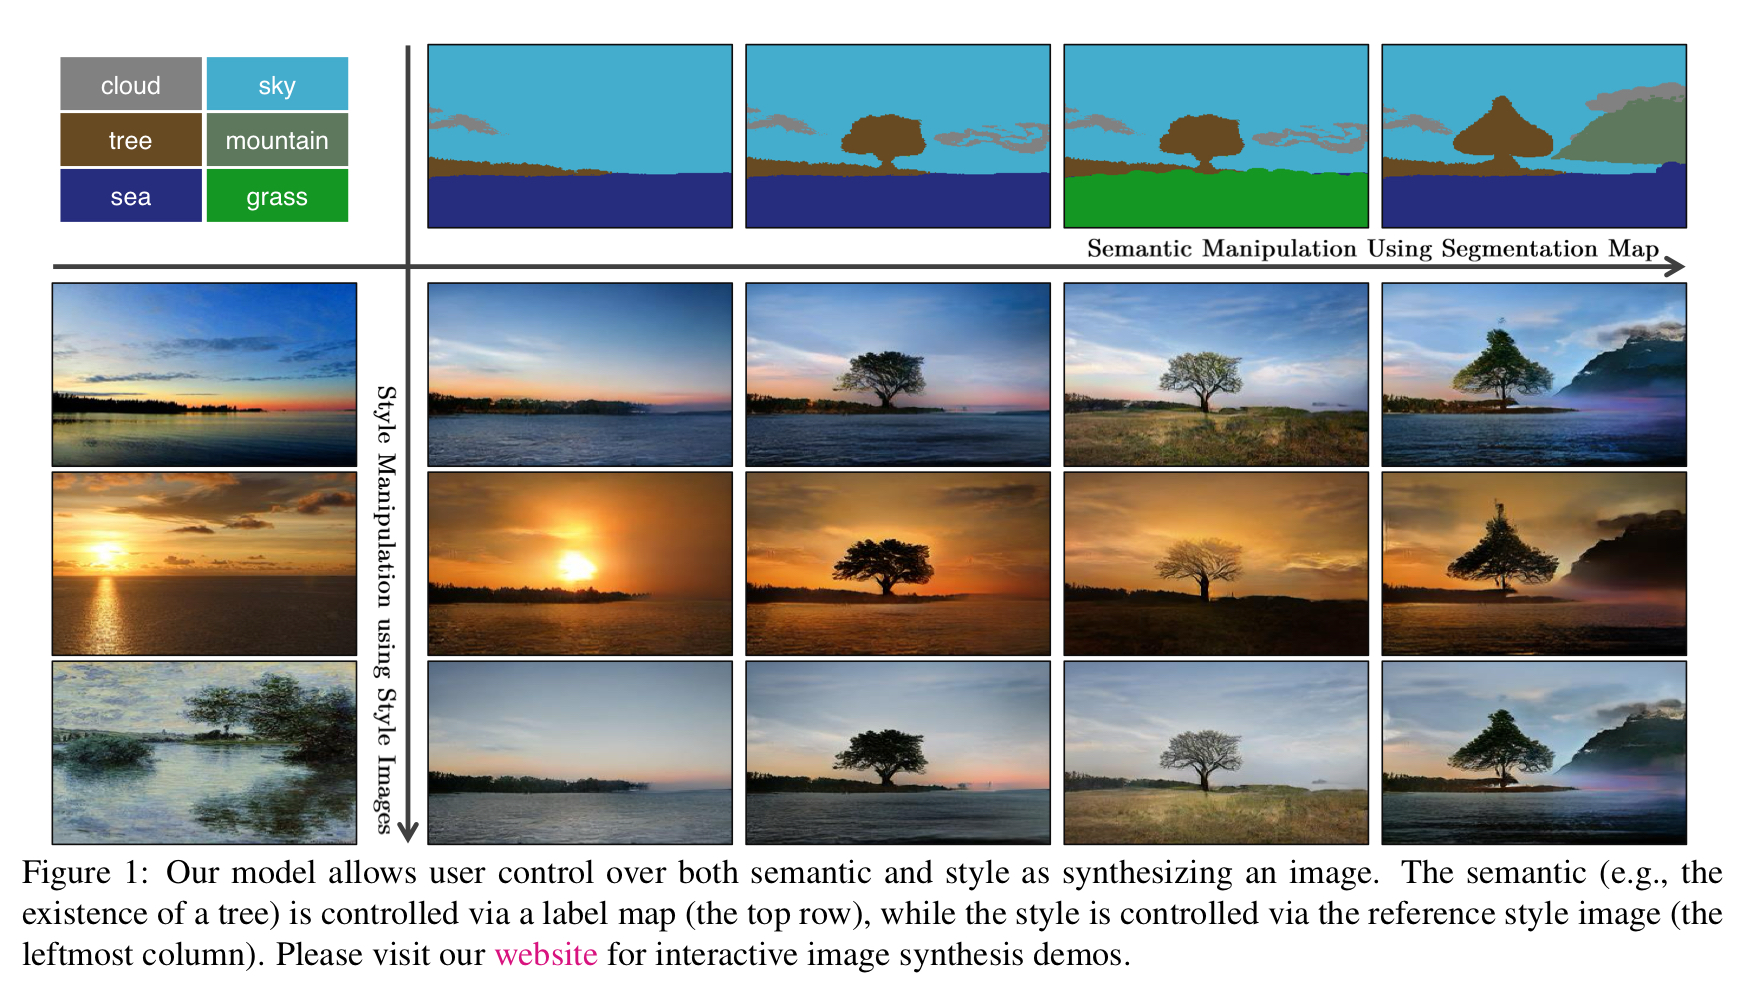 cloud sky
tree mountain
sea grass
Semantic Manipulation Using Segmentation Map
Style Manipulation using Style Images
Figure 1: Our model allows user control over both semantic and style as synthesizing an image. The semantic (e.g., the
existence of a tree) is controlled via a label map (the top row), while the style is controlled via the reference style image (the
leftmost column). Please visit our website for interactive image synthesis demos.